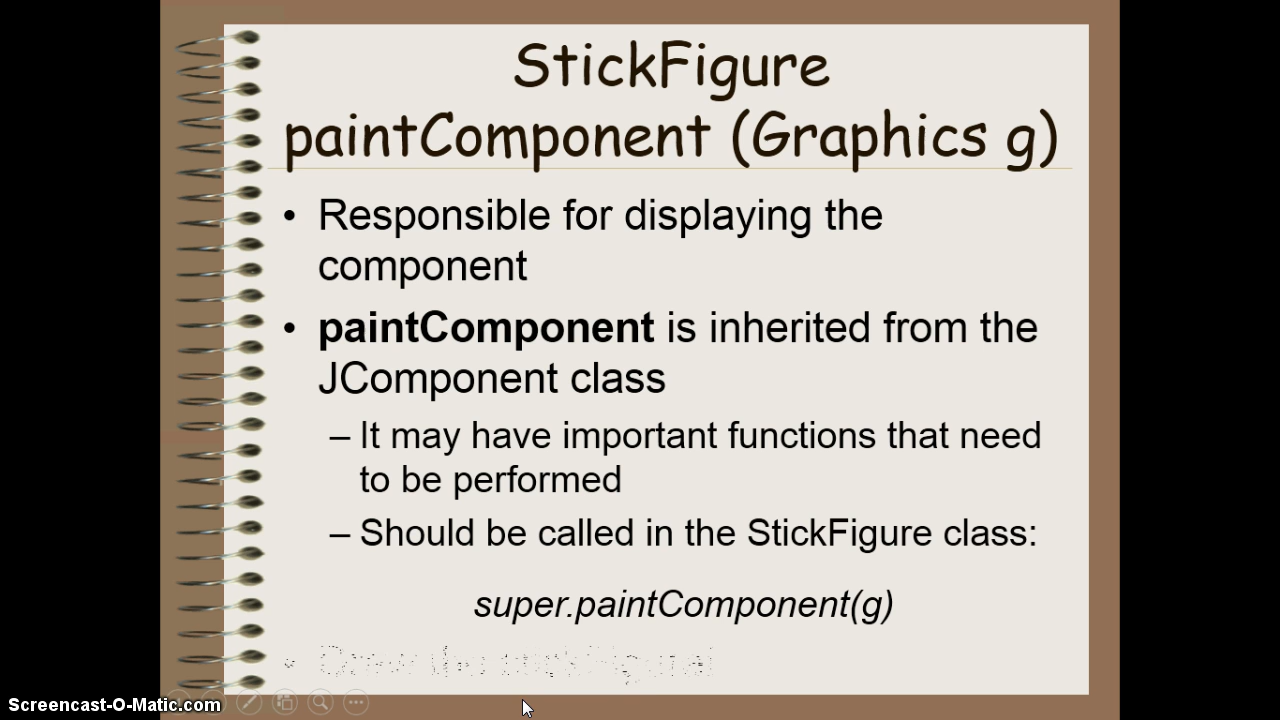 StickFigure
paintComponent (Graphics g)
• Responsible for displaying the
component
• paintComponent is inherited from the
JComponent class
– It may have important functions that need
to be performed
– Should be called in the StickFigure class:
super.paintComponent(g)
Screencast-O-Matic.com